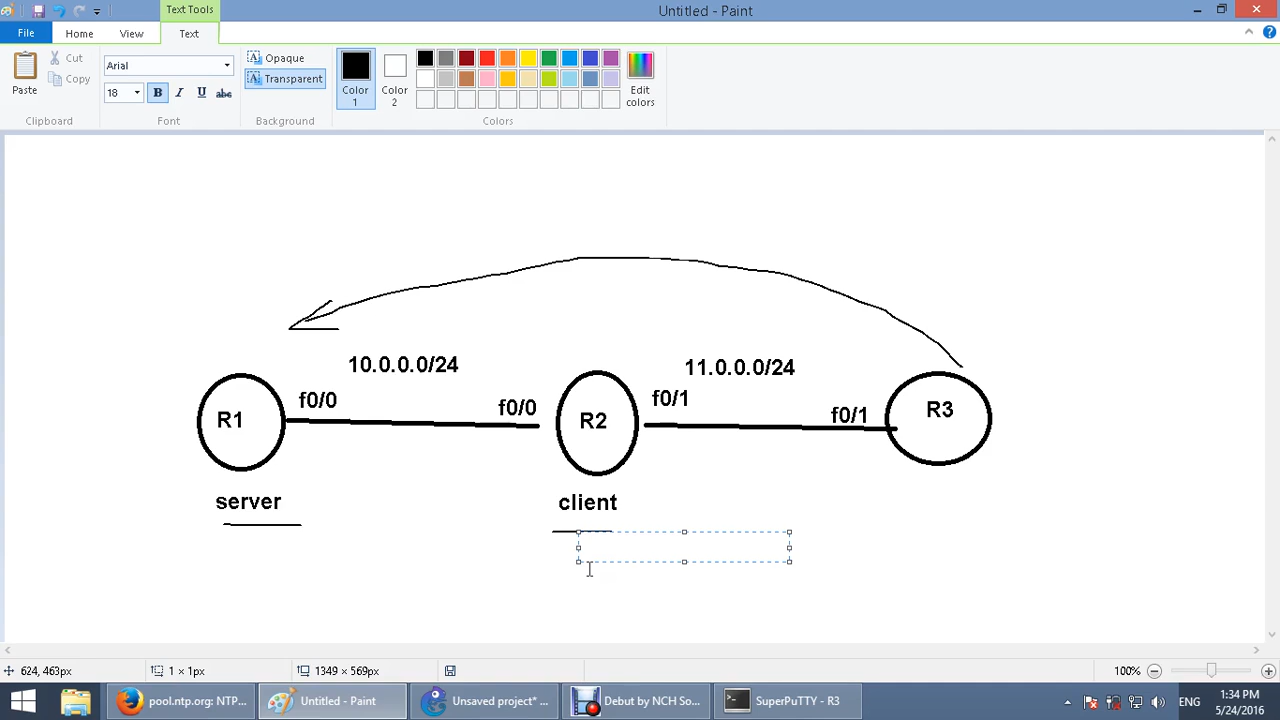 Text Tools
Untitled - Paint
File
Home
View
Text
Paste
Cut
Copy
Clipboard
Arial
18
B
I
U
abc
Font
Opaque
Transparent
Background
Color 1
Color 2
Edit colors
Colors
10.0.0.0/24
11.0.0.0/24
R1
f0/0
f0/0
R2
f0/1
f0/1
R3
server
client
624, 463px
1 × 1px
1349 × 569px
100%
pool.ntp.org: NTP...
Untitled - Paint
Unsaved project*...
Debut by NCH So...
SuperPuTTY - R3
ENG
1:34 PM
5/24/2016